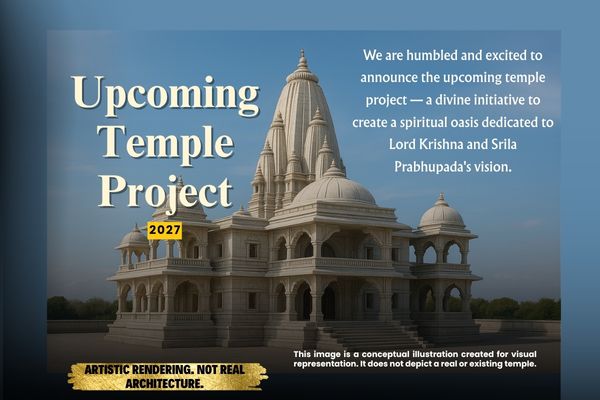 Upcoming
Temple
Project
2027
We are humbled and excited to
announce the upcoming temple
project — a divine initiative to
create a spiritual oasis dedicated to
Lord Krishna and Srila
Prabhupada's vision.
ARTISTIC RENDERING. NOT REAL
ARCHITECTURE.
This image is a conceptual illustration created for visual
representation. It does not depict a real or existing temple.